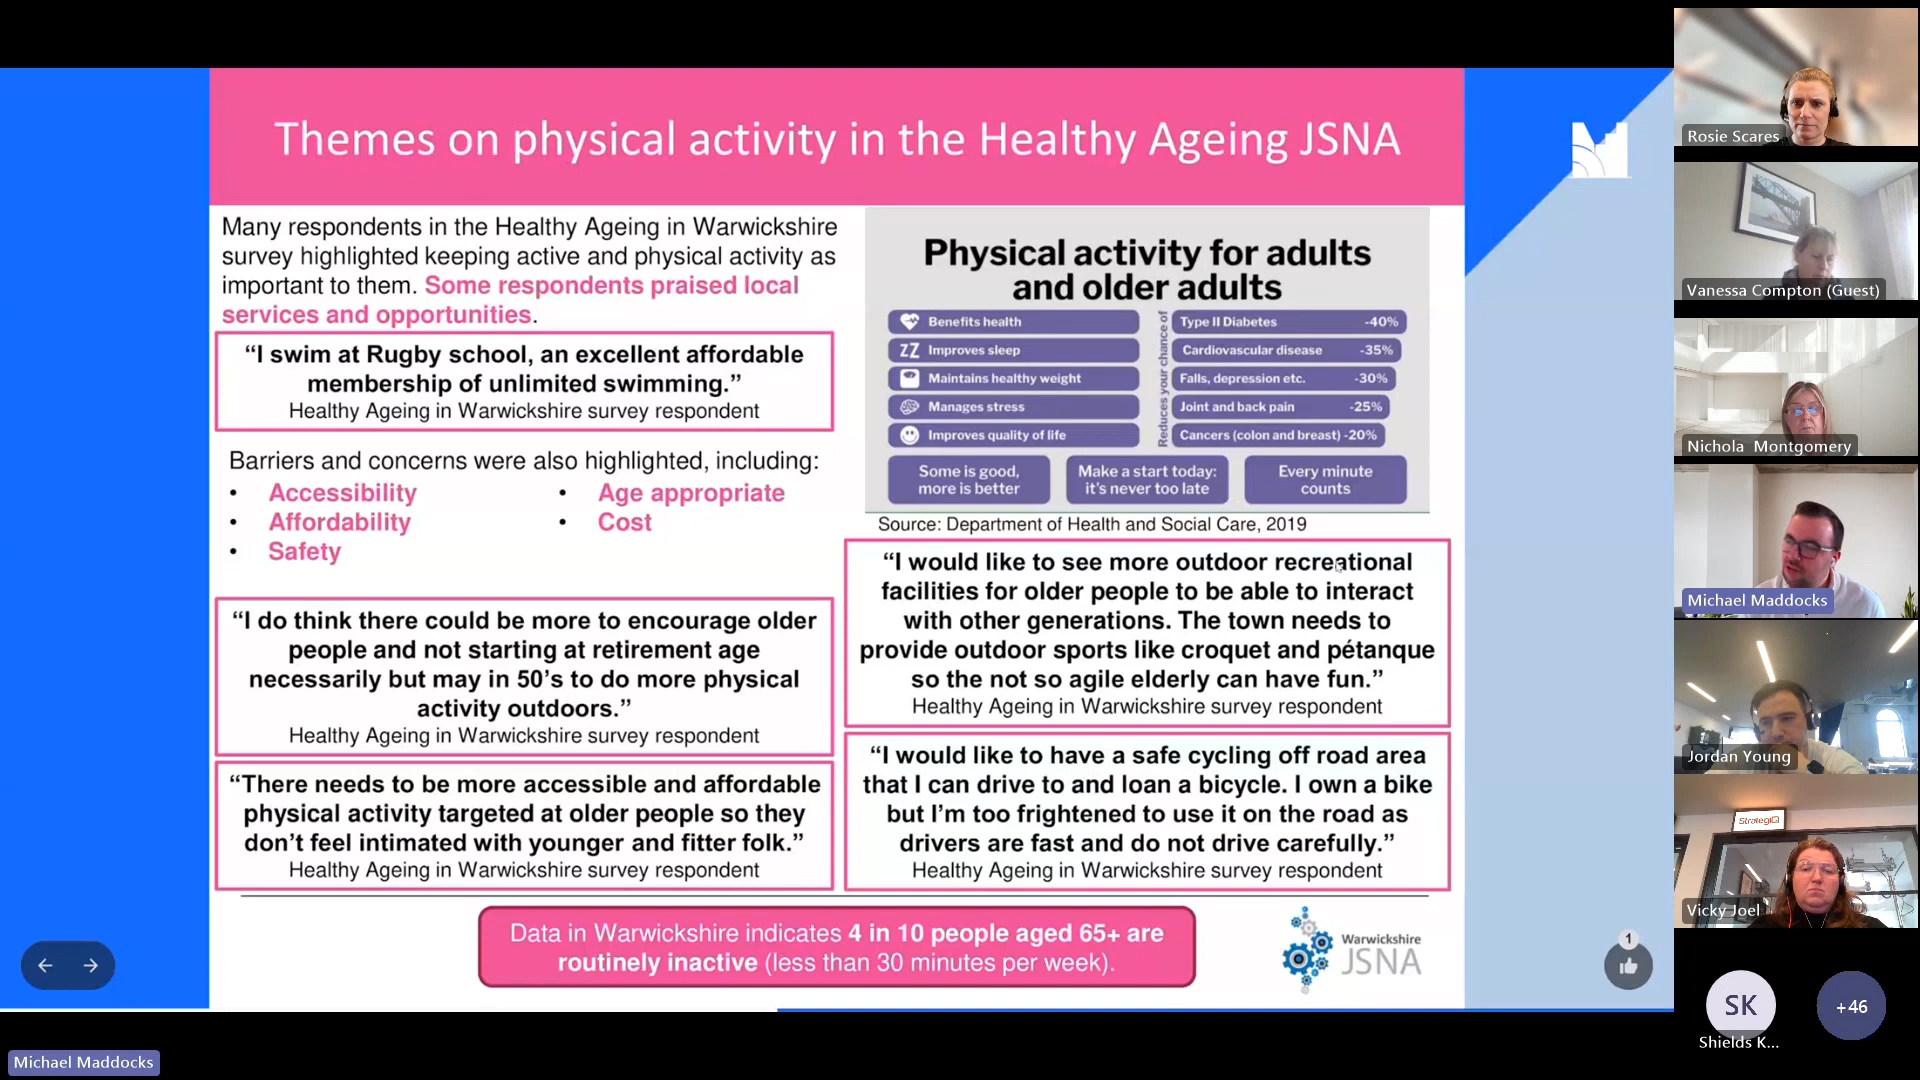 Themes on physical activity in the Healthy Ageing JSNA
Many respondents in the Healthy Ageing in Warwickshire
survey highlighted keeping active and physical activity as
important to them. Some respondents praised local
services and opportunities.
“I swim at Rugby school, an excellent affordable
membership of unlimited swimming.”
Healthy Ageing in Warwickshire survey respondent
Barriers and concerns were also highlighted, including:
• Accessibility
• Affordability
• Safety
• Age appropriate
• Cost
“I do think there could be more to encourage older
people and not starting at retirement age
necessarily but may in 50’s to do more physical
activity outdoors.”
Healthy Ageing in Warwickshire survey respondent
“There needs to be more accessible and affordable
physical activity targeted at older people so they
don’t feel intimated with younger and fitter folk.”
Healthy Ageing in Warwickshire survey respondent
Physical activity for adults
and older adults
Benefits health
ZZ Improves sleep
Maintains healthy weight
Manages stress
Improves quality of life
Reduces your chance of
Type II Diabetes -40%
Cardiovascular disease -35%
Falls, depression etc. -30%
Joint and back pain -25%
Cancers (colon and breast) -20%
Some is good,
more is better
Make a start today:
it’s never too late
Every minute
counts
Source: Department of Health and Social Care, 2019
“I would like to see more outdoor recreational
facilities for older people to be able to interact
with other generations. The town needs to
provide outdoor sports like croquet and pétanque
so the not so agile elderly can have fun.”
Healthy Ageing in Warwickshire survey respondent
“I would like to have a safe cycling off road area
that I can drive to and loan a bicycle. I own a bike
but I’m too frightened to use it on the road as
drivers are fast and do not drive carefully.”
Healthy Ageing in Warwickshire survey respondent
Data in Warwickshire indicates 4 in 10 people aged 65+ are
routinely inactive (less than 30 minutes per week).
Warwickshire
JSNA
1
Rosie Scares
Vanessa Compton (Guest)
Nichola Montgomery
Michael Maddocks
Jordan Young
StrategiQ
Vicky Joel
SK
Shields K...
+46
Michael Maddocks